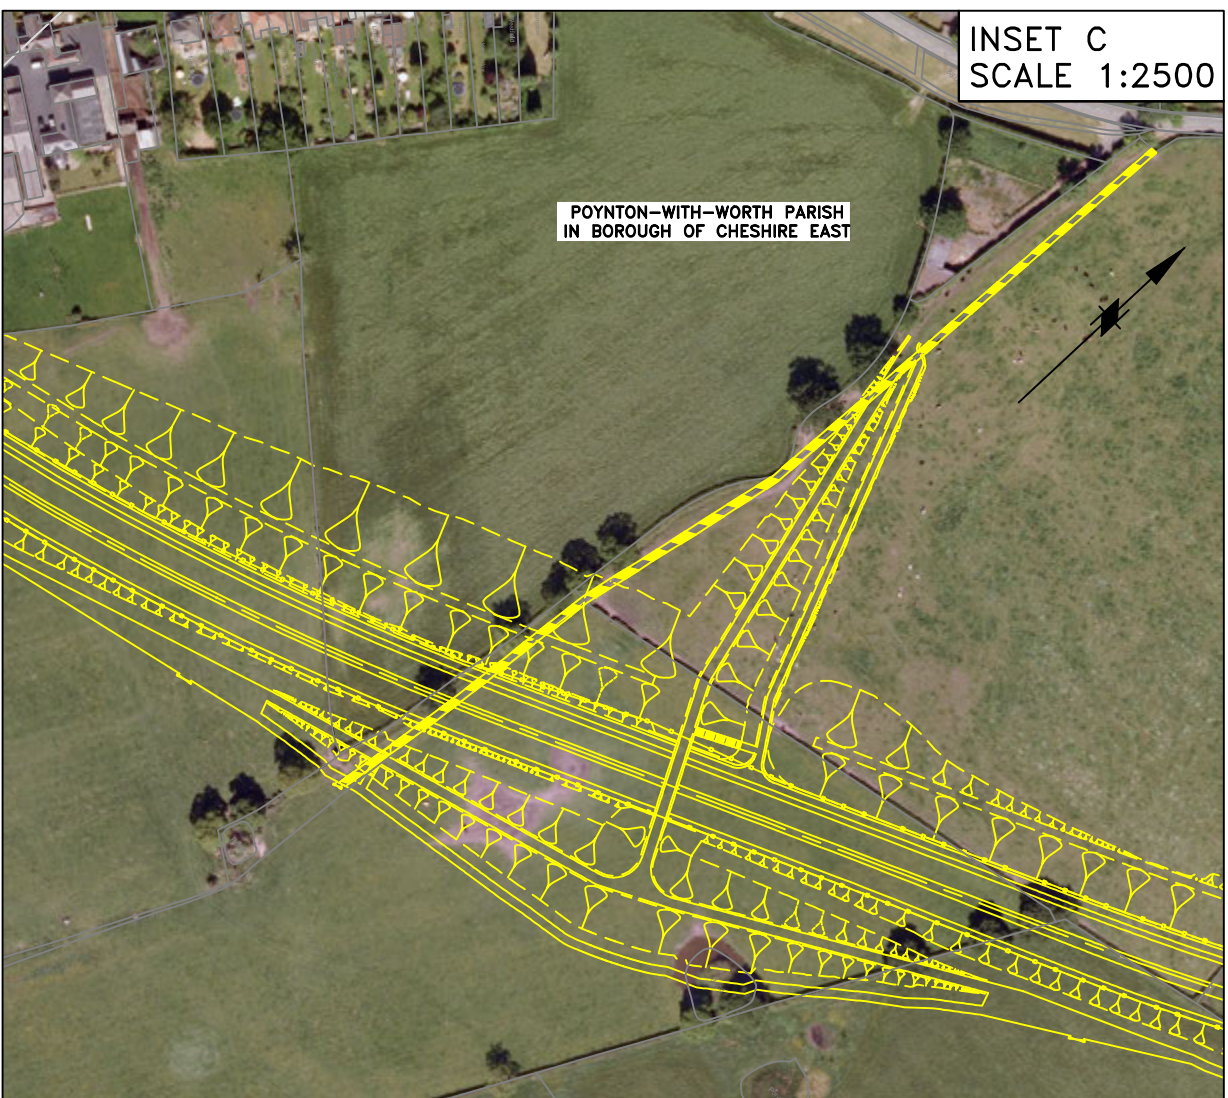 INSET C
SCALE 1:2500
POYNTON–WITH–WORTH PARISH
IN BOROUGH OF CHESHIRE EAST